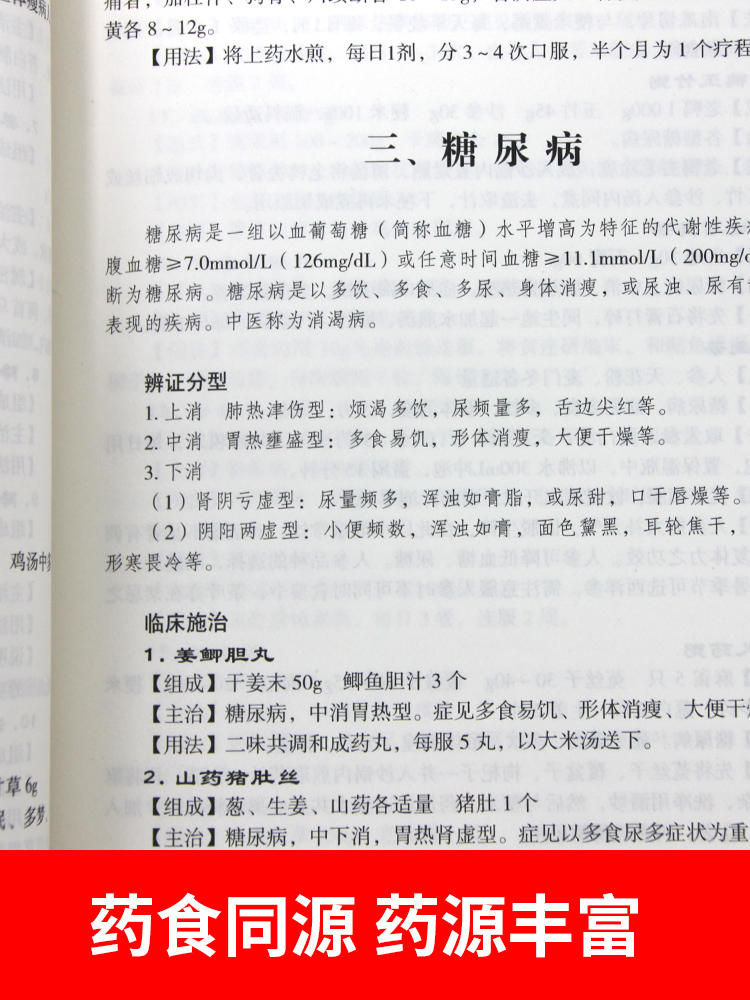 黄各8~12g。
【用法】将上药水煎，每日1剂，分3~4次口服，半个月为1个疗程
三、糖尿病
糖尿病是一组以血葡萄糖（简称血糖）水平增高为特征的代谢性疾
腹血糖≥7.0mmol/L（126mg/dL）或任意时间血糖≥11.1mmol/L（200mg/d
断为糖尿病。糖尿病是以多饮、多食、多尿、身体消瘦，或尿浊、尿有
表现的疾病。中医称为消渴病。
辨证分型
1.上消 肺热津伤型：烦渴多饮，尿频量多，舌边尖红等。
2.中消 胃热壅盛型：多食易饥，形体消瘦，大便干燥等。
3.下消
（1）肾阴亏虚型：尿量频多，浑浊如膏脂，或尿甜，口干唇燥等。
（2）阴阳两虚型：小便频数，浑浊如膏，面色黧黑，耳轮焦干，
形寒畏冷等。
鸡汤中
临床施治
1.姜鲫胆丸
【组成】干姜末50g 鲫鱼胆汁3个
【主治】糖尿病，中消胃热型。症见多食易饥、形体消瘦、大便干
【用法】二味共调和成药丸，每服5丸，以大米汤送下。
2.山药猪肚丝
【组成】葱、生姜、山药各适量 猪肚1个
【主治】糖尿病，中下消，胃热肾虚型。症见以多食尿多症状为重
草6g
、多梦
药食同源 药源丰富